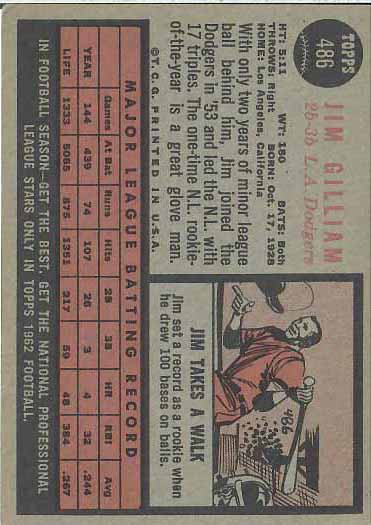 TOPPS
486
JIM GILLIAM
2b-3b L.A. Dodgers
HT: 5:11 WT: 180 BATS: Both
THROWS: Right BORN: Oct. 17, 1928
HOME: Los Angeles, California
With only two years of minor league
ball behind him, Jim joined the
Dodgers in '53 and led the N.L. with
17 triples. The one-time N.L. rookie-
of-the-year is a great glove man.
©T.C.G. PRINTED IN U.S.A.
486
JIM TAKES A WALK
Jim set a record as a rookie when
he drew 100 bases on balls.
MAJOR LEAGUE BATTING RECORD
Games At Bat Runs Hits 2B 3B HR RBI Avg
YEAR 144 439 74 107 26 3 4 32 .244
LIFE 1333 5065 875 1351 217 59 48 384 .267
IN FOOTBALL SEASON—GET THE BEST. GET THE NATIONAL PROFESSIONAL
LEAGUE STARS ONLY IN TOPPS 1962 FOOTBALL.